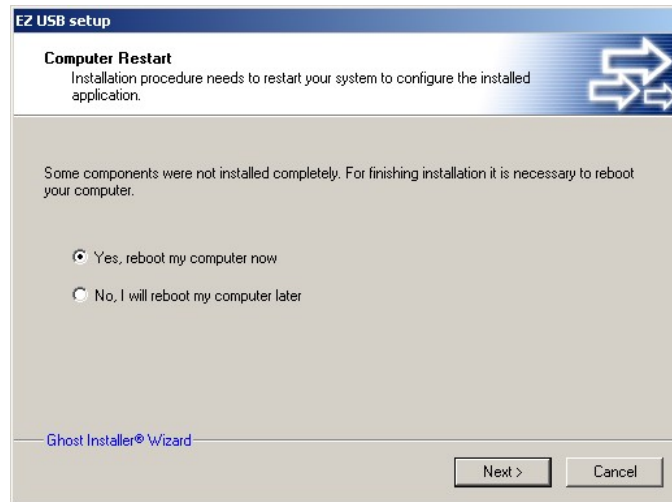 EZ USB setup
Computer Restart
Installation procedure needs to restart your system to configure the installed
application.
Some components were not installed completely. For finishing installation it is necessary to reboot
your computer.
Yes, reboot my computer now
No, I will reboot my computer later
Ghost Installer® Wizard
Next >
Cancel